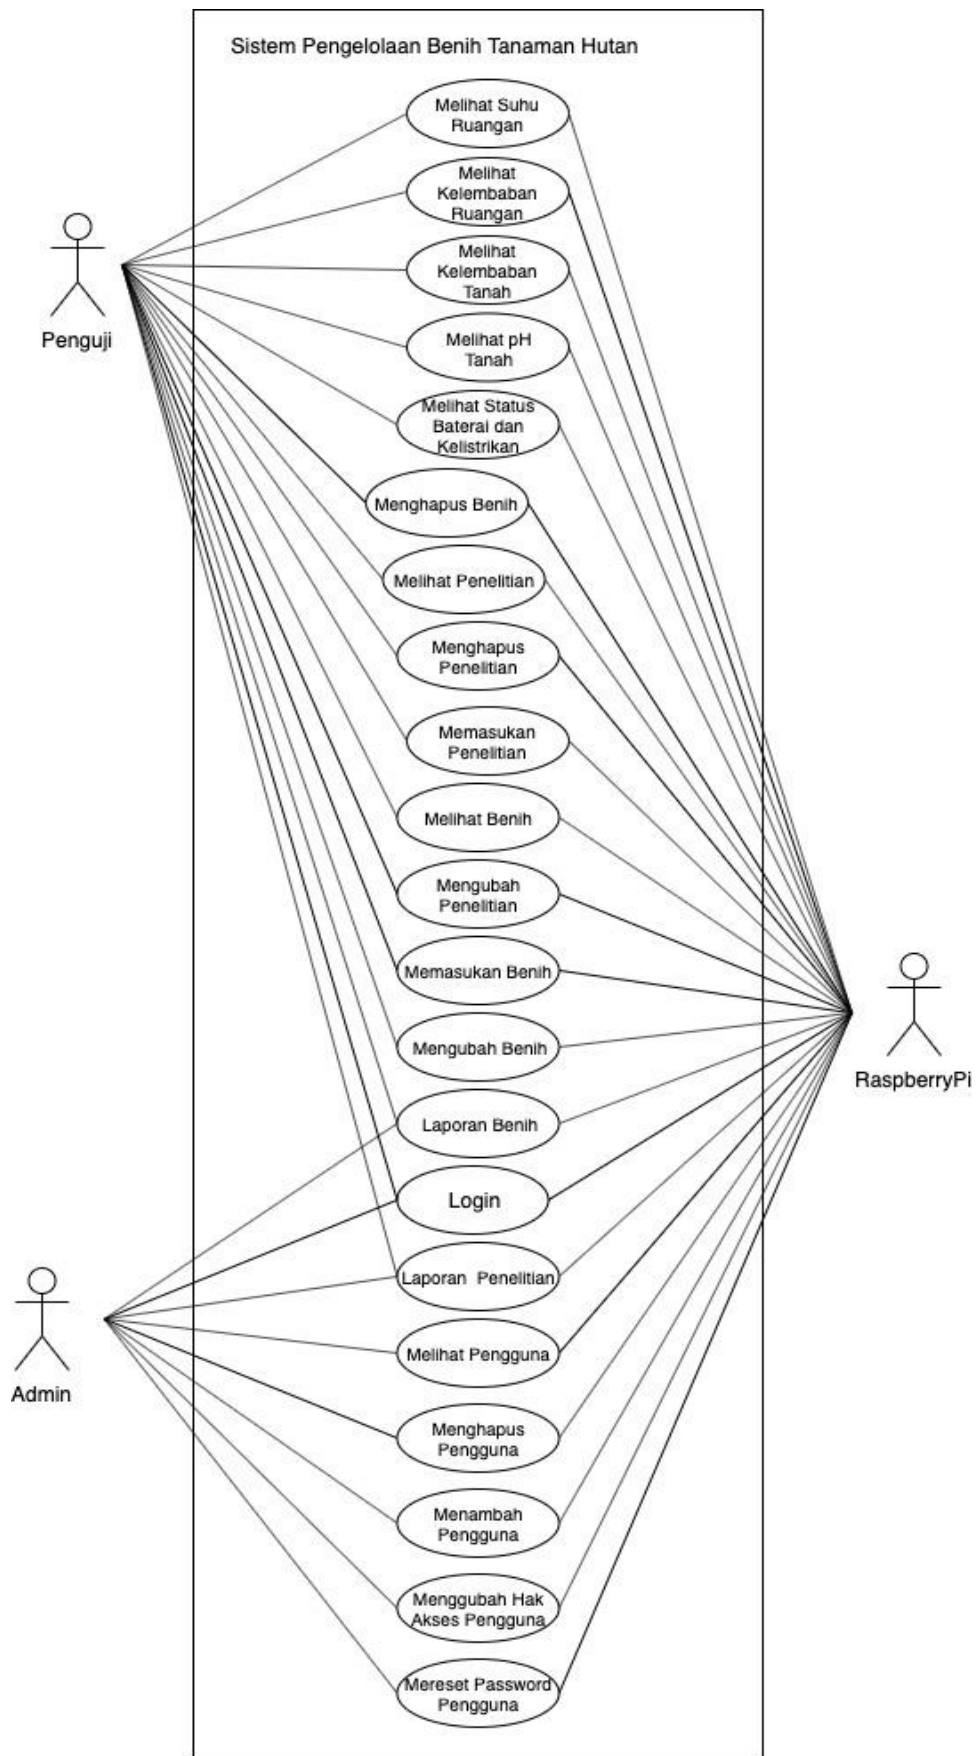 Sistem Pengelolaan Benih Tanaman Hutan
Melihat Suhu
Ruangan
Melihat
Kelembaban
Ruangan
Melihat
Kelembaban
Tanah
Penguji
Melihat pH
Tanah
Melihat Status
Baterai dan
Kelistrikan
Menghapus Benih
Melihat Penelitian
Menghapus
Penelitian
Memasukan
Penelitian
Melihat Benih
Mengubah
Penelitian
Memasukan Benih
Mengubah Benih
RaspberryPi
Laporan Benih
Login
Laporan Penelitian
Melihat Pengguna
Admin
Menghapus
Pengguna
Menambah
Pengguna
Menggubah Hak
Akses Pengguna
Mereset Password
Pengguna